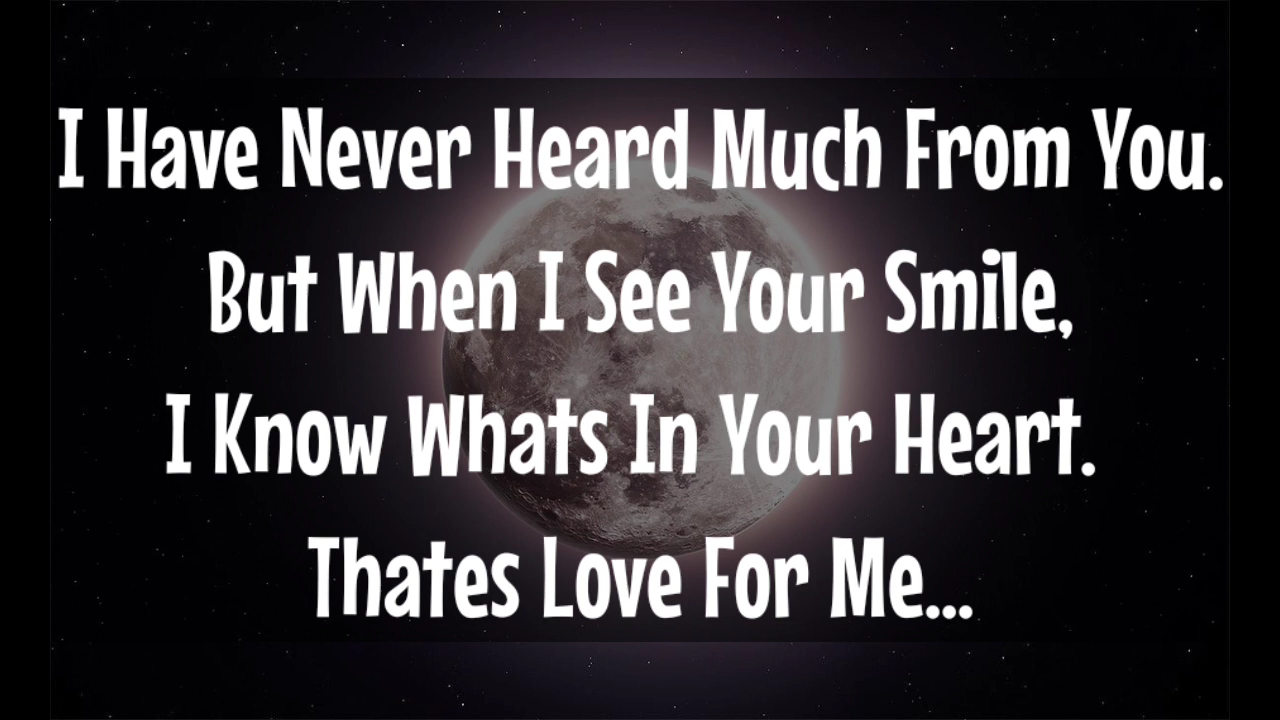 I Have Never Heard Much From You.
But When I See Your Smile,
I Know Whats In Your Heart.
Thates Love For Me...